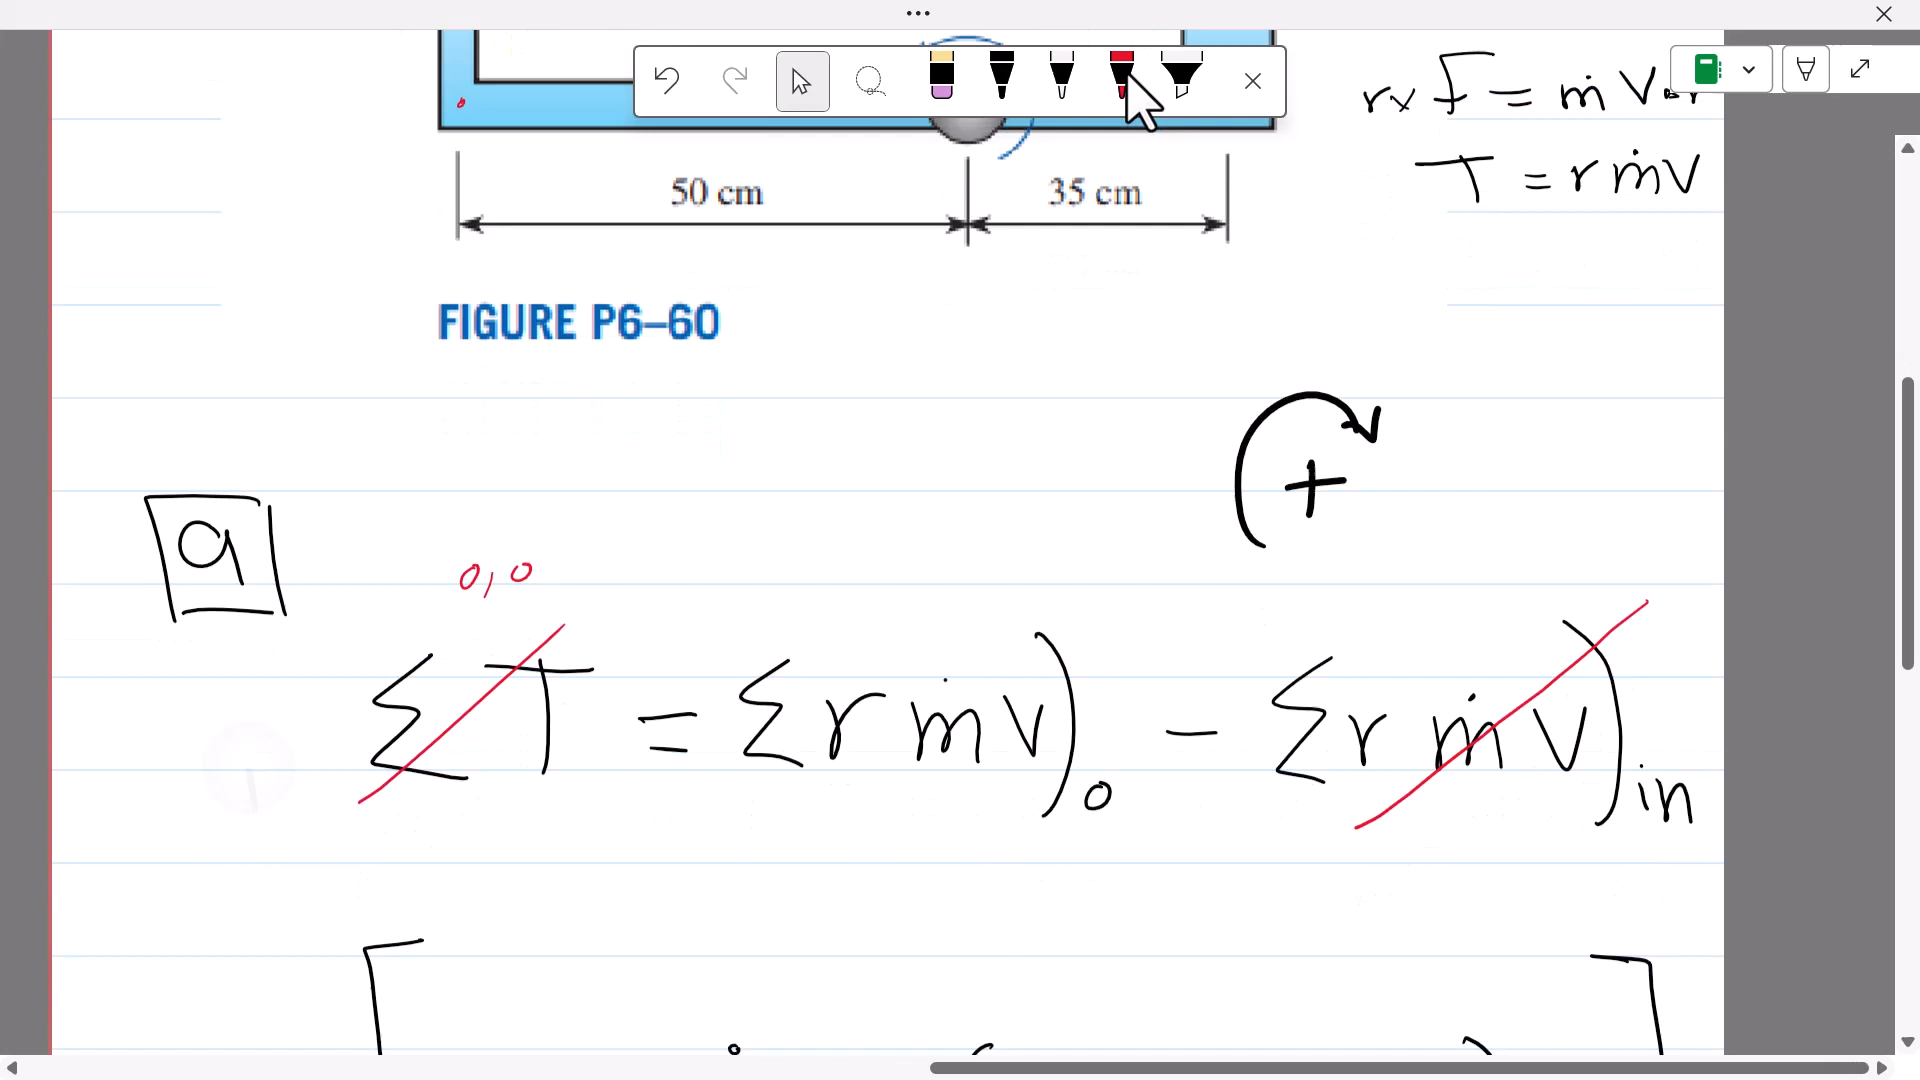 r x F = ṁ V • r
T = r ṁ V
50 cm
35 cm
FIGURE P6–60
+
a
0, 0
Σ T = Σ r ṁ V)o - Σ r ṁ V)in